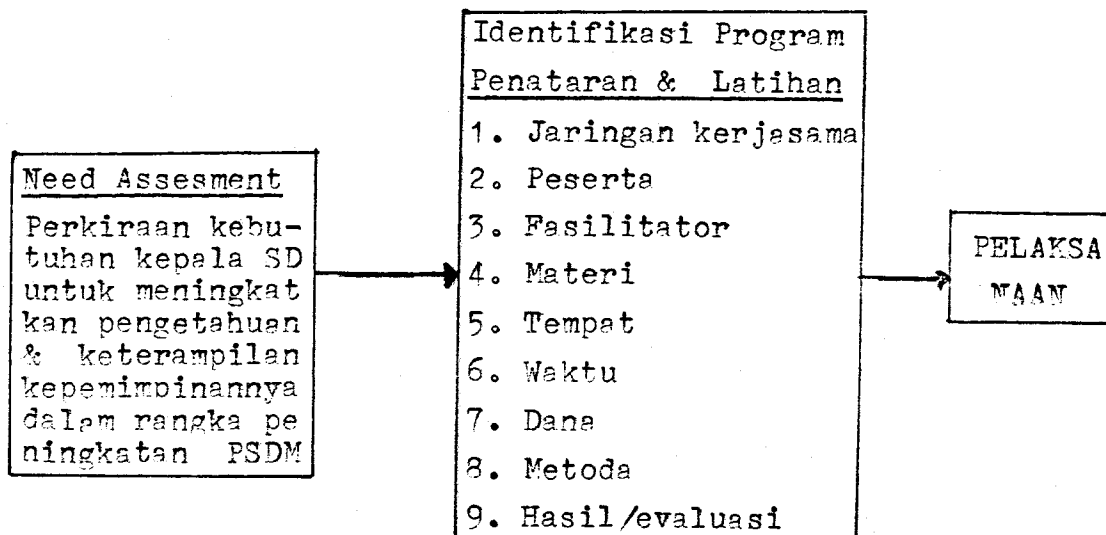 Need Assesment
Perkiraan kebu-
tuhan kepala SD
untuk meningkat
kan pengetahuan
& keterampilan
kepemimpinannya
dalam rangka pe
ningkatan PSDM
Identifikasi Program
Penataran & Latihan
1. Jaringan kerjasama
2. Peserta
3. Fasilitator
4. Materi
5. Tempat
6. Waktu
7. Dana
8. Metoda
9. Hasil/evaluasi
PELAKSA
NAAN